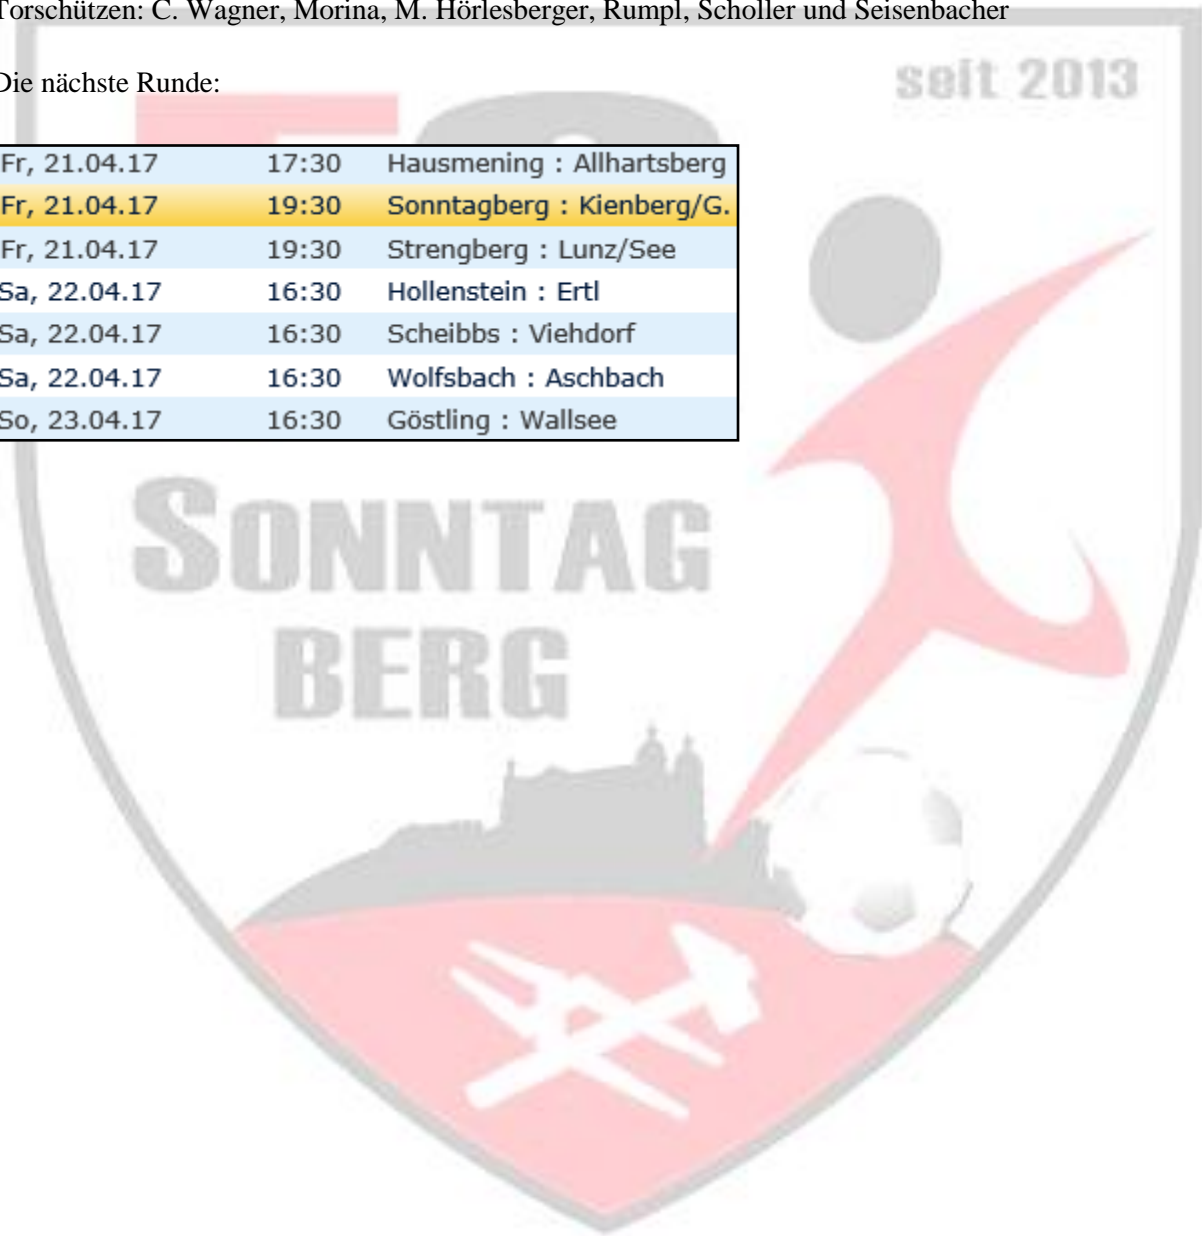 Torschützen: C. Wagner, Morina, M. Hörlesberger, Rumpl, Scholler und Seisenbacher
Die nächste Runde:
seit 2013
Fr, 21.04.17 17:30 Hausmening : Allhartsberg
Fr, 21.04.17 19:30 Sonntagberg : Kienberg/G.
Fr, 21.04.17 19:30 Strengberg : Lunz/See
Sa, 22.04.17 16:30 Hollenstein : Ertl
Sa, 22.04.17 16:30 Scheibbs : Viehdorf
Sa, 22.04.17 16:30 Wolfsbach : Aschbach
So, 23.04.17 16:30 Göstling : Wallsee
SONNTAG
BERG